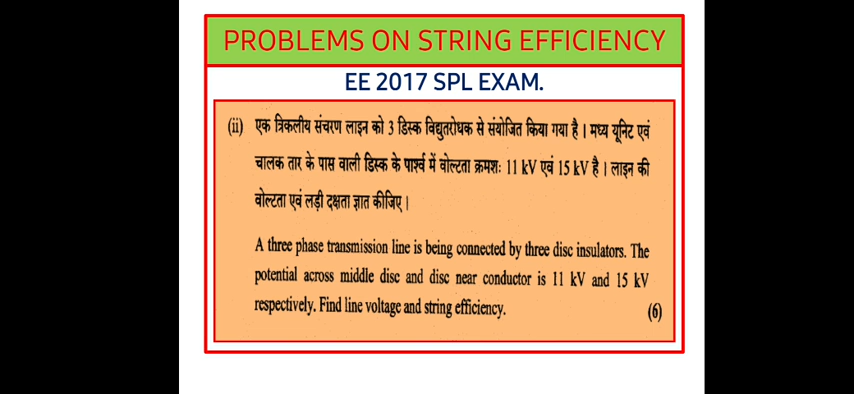 PROBLEMS ON STRING EFFICIENCY
EE 2017 SPL EXAM.
(ii) एक त्रिकलीय संचरण लाइन को 3 डिस्क विद्युतरोधक से संयोजित किया गया है। मध्य यूनिट एवं
चालक तार के पास वाली डिस्क के पार्श्व में वोल्टता क्रमशः 11 kV एवं 15 kV है। लाइन की
वोल्टता एवं लड़ी दक्षता ज्ञात कीजिए।
A three phase transmission line is being connected by three disc insulators. The
potential across middle disc and disc near conductor is 11 kV and 15 kV
respectively. Find line voltage and string efficiency. (6)